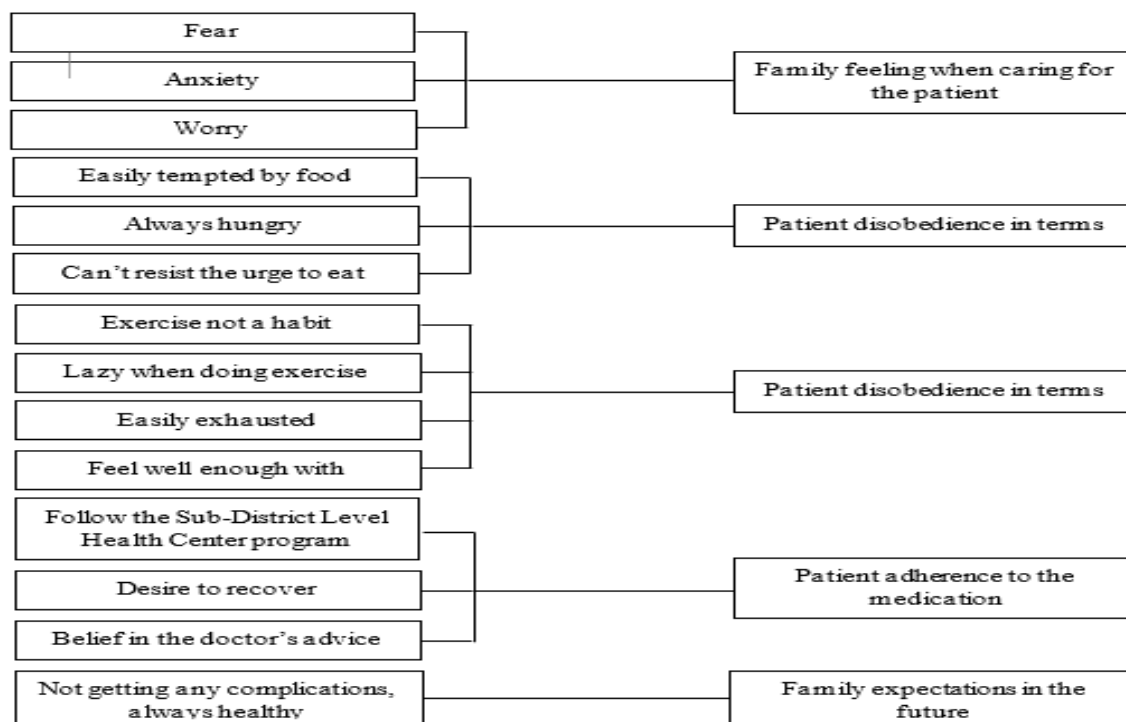 Fear
Anxiety
Worry
Family feeling when caring for
the patient
Easily tempted by food
Always hungry
Can't resist the urge to eat
Patient disobedience in terms
Exercise not a habit
Lazy when doing exercise
Easily exhausted
Feel well enough with
Patient disobedience in terms
Follow the Sub-District Level
Health Center program
Desire to recover
Belief in the doctor's advice
Patient adherence to the
medication
Not getting any complications,
always healthy
Family expectations in the
future